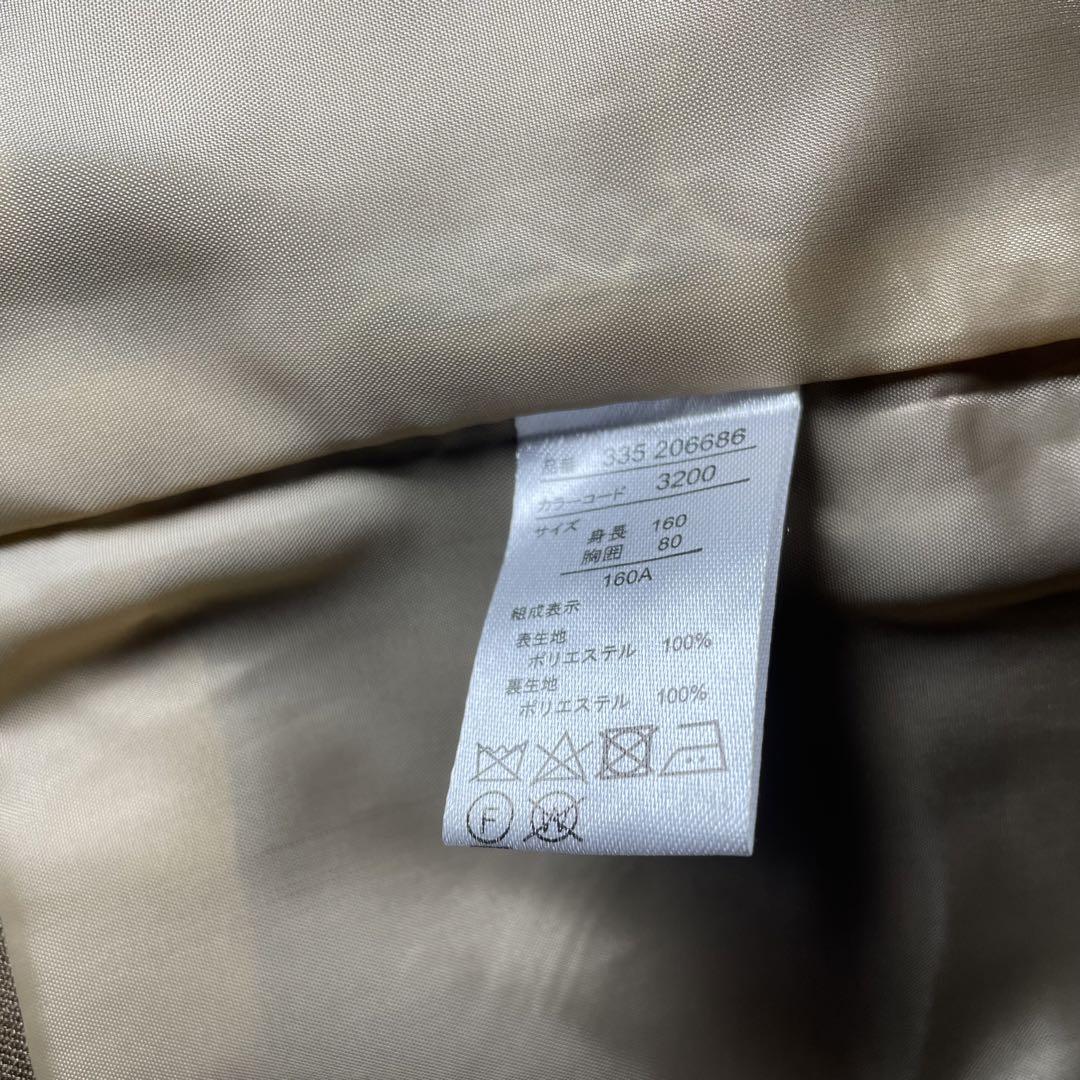 品番 335 206686
カラーコード 3200
サイズ 身長 160
胸囲 80
160A
組成表示
表生地
ポリエステル 100%
裏生地
ポリエステル 100%
F W